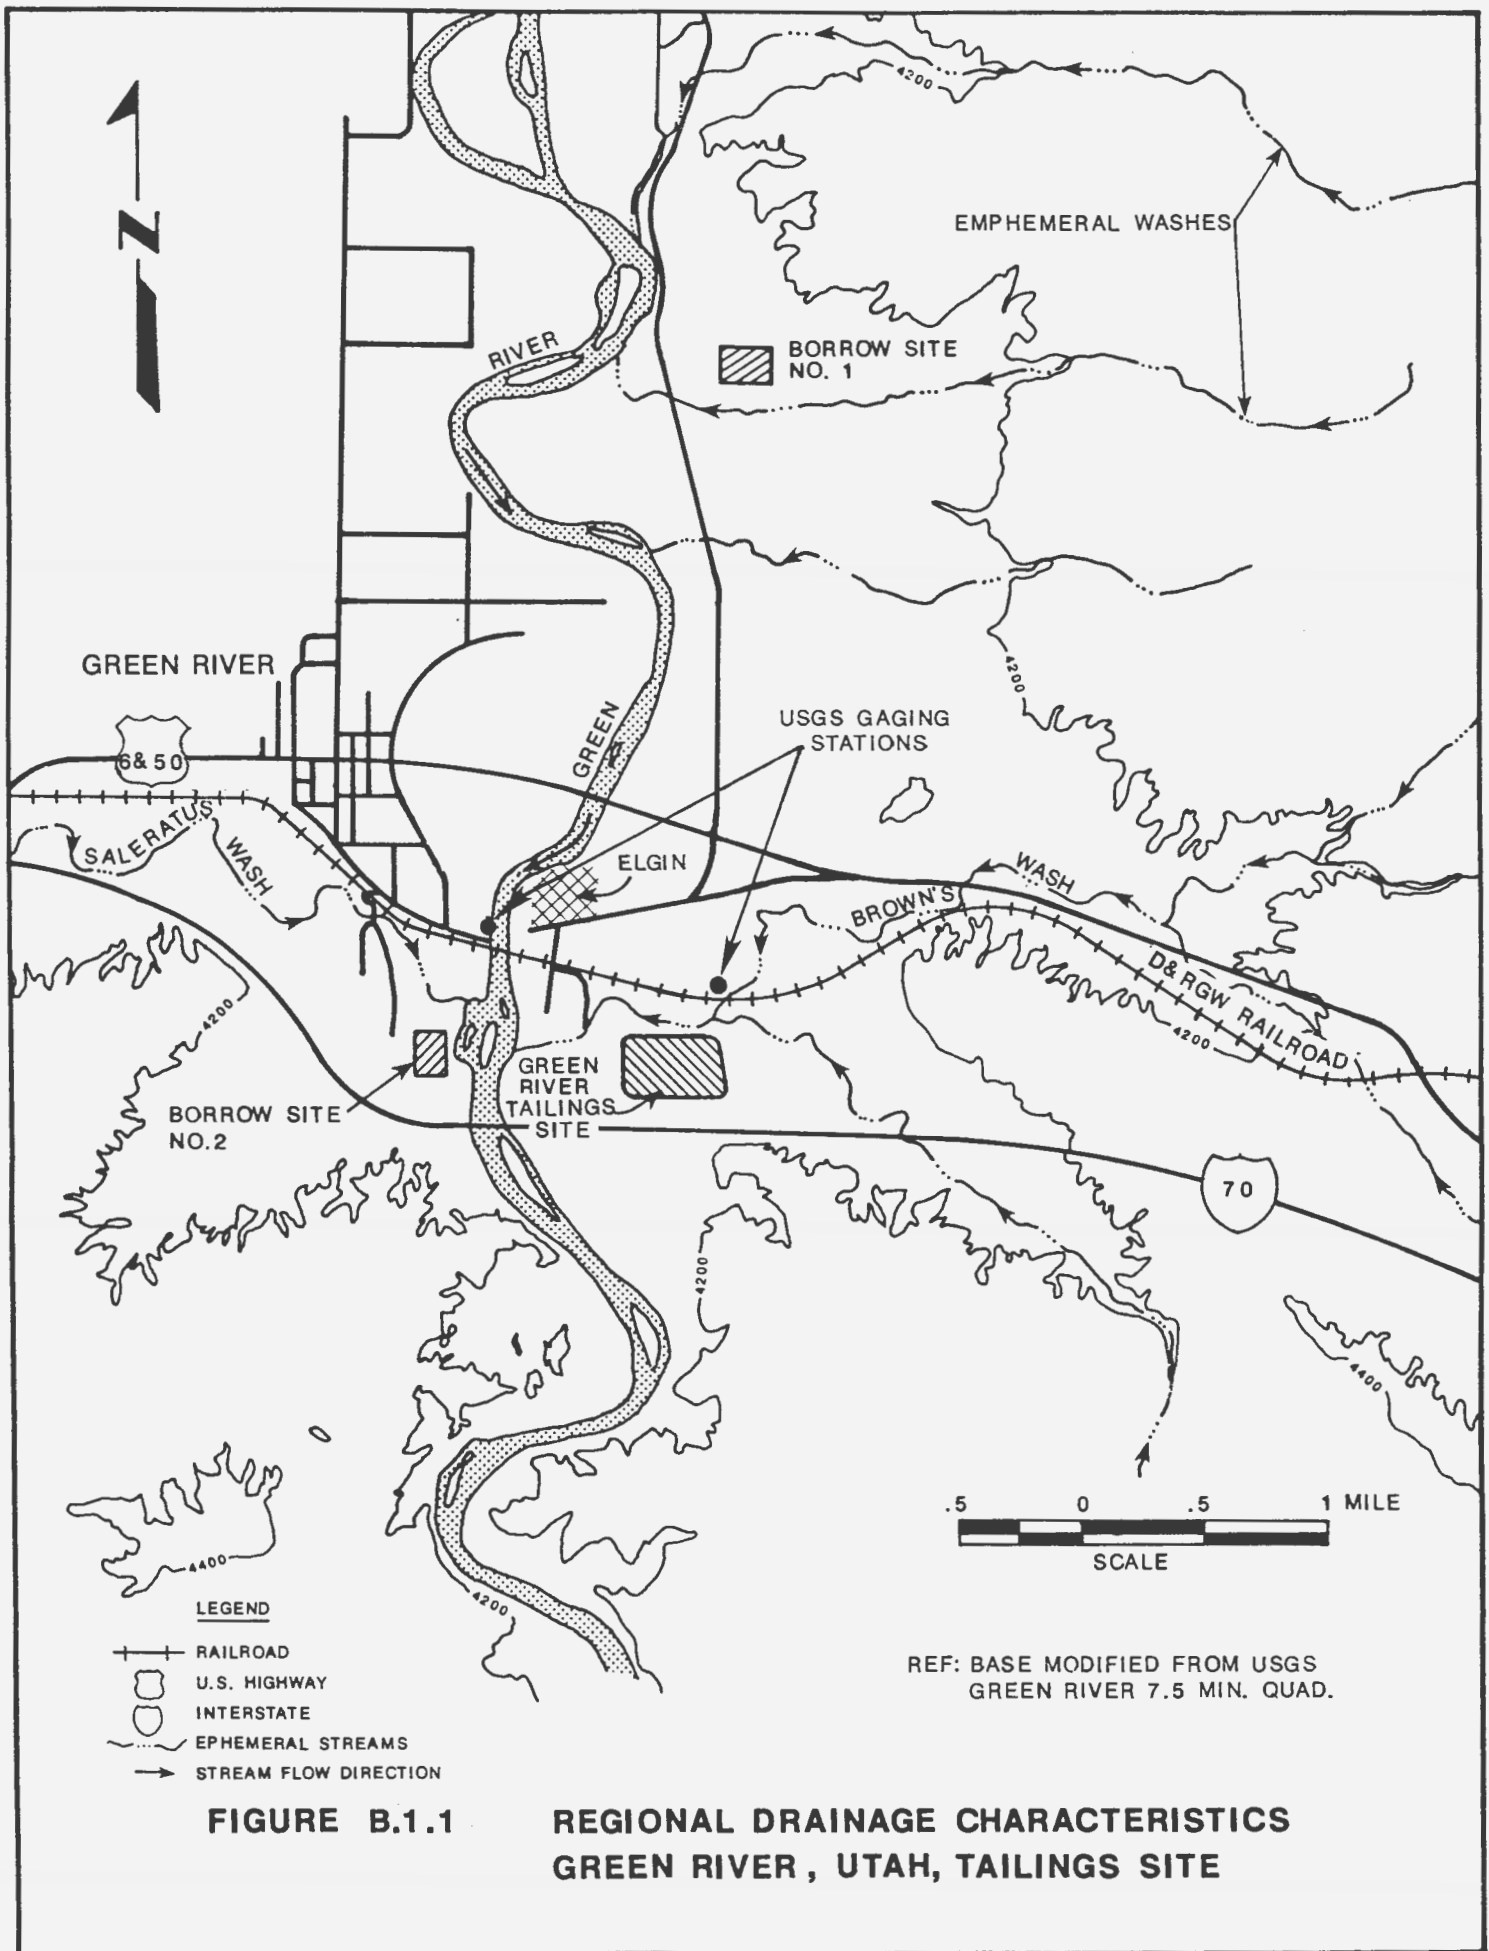 4200
N
EMPHEMERAL WASHES
BORROW SITE
NO. 1
RIVER
4200
GREEN RIVER
USGS GAGING
STATIONS
GREEN
6& 50
SALERATUS
WASH
ELGIN
WASH
BROWN'S
D& RGW RAILROAD
4200
4200
GREEN
RIVER
TAILINGS
SITE
BORROW SITE
NO.2
70
4200
4400
.5 0 .5 1 MILE
SCALE
4400
4200
LEGEND
RAILROAD
U.S. HIGHWAY
INTERSTATE
EPHEMERAL STREAMS
STREAM FLOW DIRECTION
REF: BASE MODIFIED FROM USGS
GREEN RIVER 7.5 MIN. QUAD.
FIGURE B.1.1 REGIONAL DRAINAGE CHARACTERISTICS
GREEN RIVER, UTAH, TAILINGS SITE